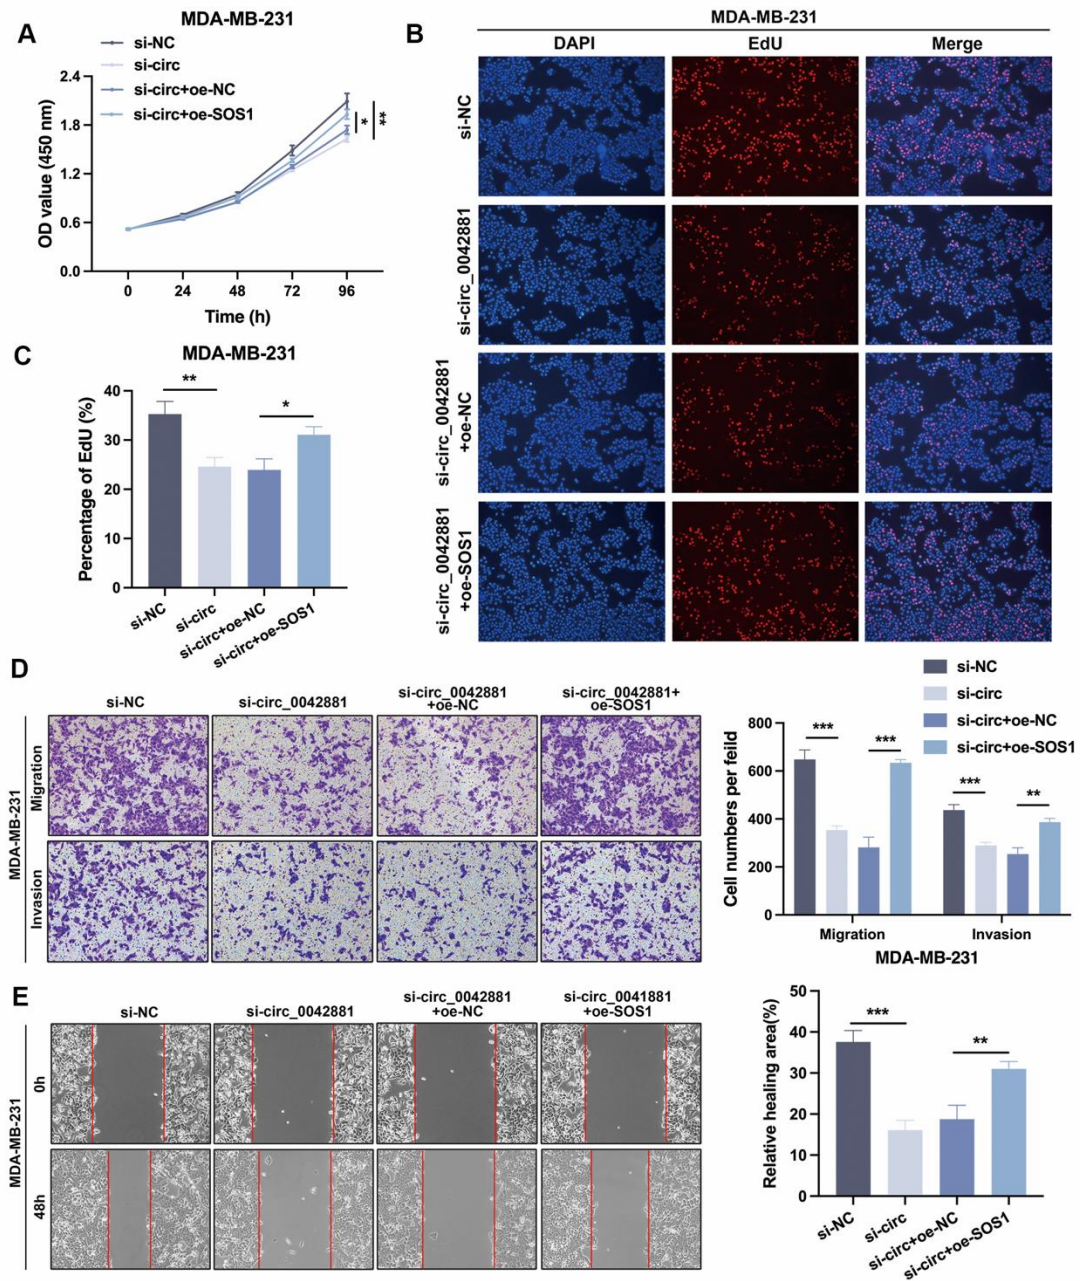 A
MDA-MB-231
si-NC
si-circ
si-circ+oe-NC
si-circ+oe-SOS1
OD value (450 nm)
2.4
1.8
1.2
0.6
0.0
*
**
0 24 48 72 96
Time (h)
B
MDA-MB-231
DAPI EdU Merge
si-NC
si-circ_0042881
si-circ_0042881
+oe-NC
si-circ_0042881
+oe-SOS1
C
MDA-MB-231
Percentage of EdU (%)
40
30
20
10
0
**
*
si-NC
si-circ
si-circ+oe-NC
si-circ+oe-SOS1
D
si-NC
si-circ_0042881
si-circ_0042881
+oe-NC
si-circ_0042881+
oe-SOS1
MDA-MB-231
Migration
Invasion
si-NC
si-circ
si-circ+oe-NC
si-circ+oe-SOS1
Cell numbers per feild
800
600
400
200
0
***
***
***
**
Migration Invasion
MDA-MB-231
E
si-NC
si-circ_0042881
si-circ_0042881
+oe-NC
si-circ_0041881
+oe-SOS1
MDA-MB-231
0h
48h
Relative healing area(%)
50
40
30
20
10
0
***
**
si-NC
si-circ
si-circ+oe-NC
si-circ+oe-SOS1